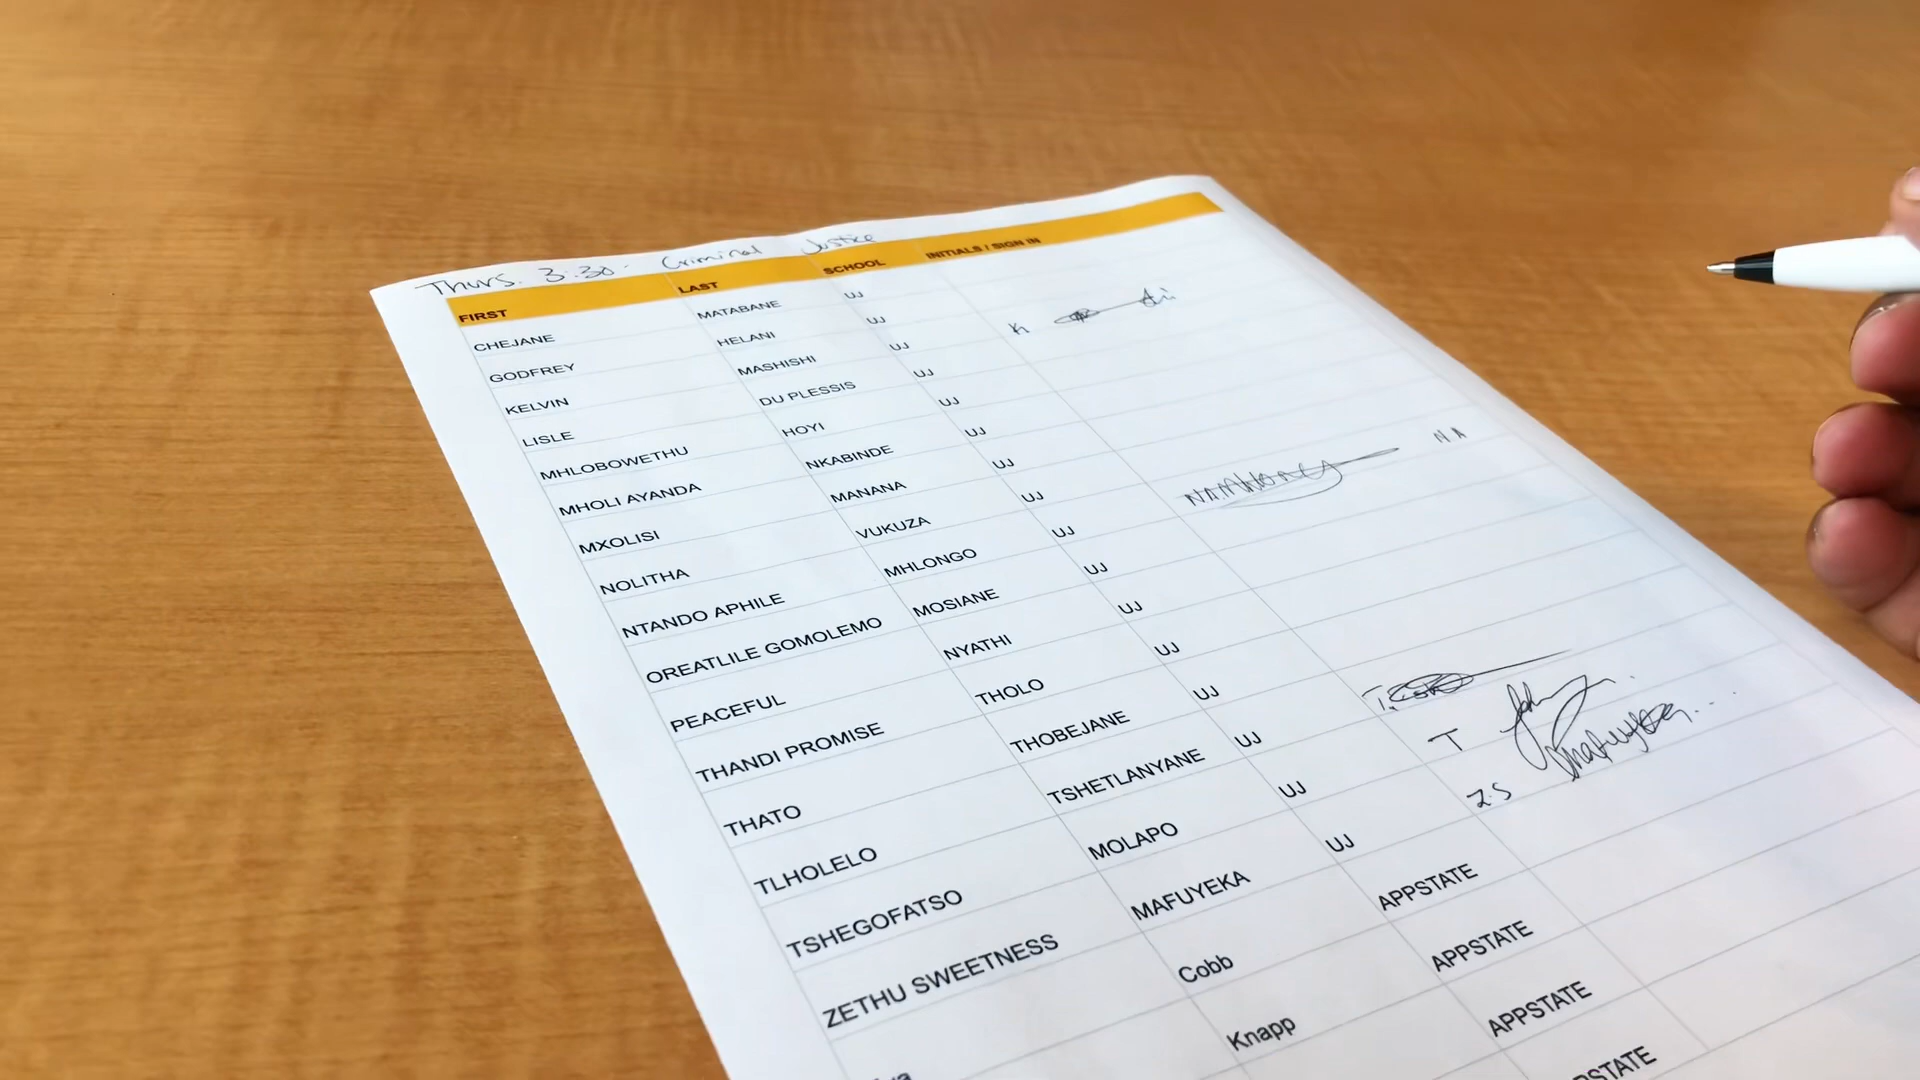 Thurs. 3:30 - Criminal Justice
FIRST LAST SCHOOL INITIALS / SIGN IN
CHEJANE MATABANE UJ
GODFREY HELANI UJ
KELVIN MASHISHI UJ K
LISLE DU PLESSIS UJ
MHLOBOWETHU HOYI UJ
MHOLI AYANDA NKABINDE UJ
MXOLISI MANANA UJ
NOLITHA VUKUZA UJ
NTANDO APHILE MHLONGO UJ N A
OREATLILE GOMOLEMO MOSIANE UJ
PEACEFUL NYATHI UJ
THANDI PROMISE THOLO UJ
THATO THOBEJANE UJ
TLHOLELO TSHETLANYANE UJ T.
TSHEGOFATSO MOLAPO UJ T
ZETHU SWEETNESS MAFUYEKA UJ Z.S
Cobb APPSTATE
Knapp APPSTATE
APPSTATE